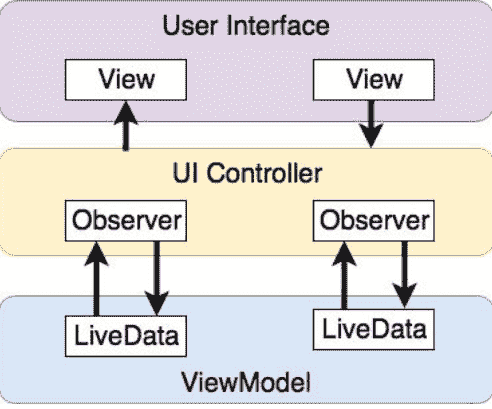 User Interface
View
View
UI Controller
Observer
Observer
LiveData
LiveData
ViewModel